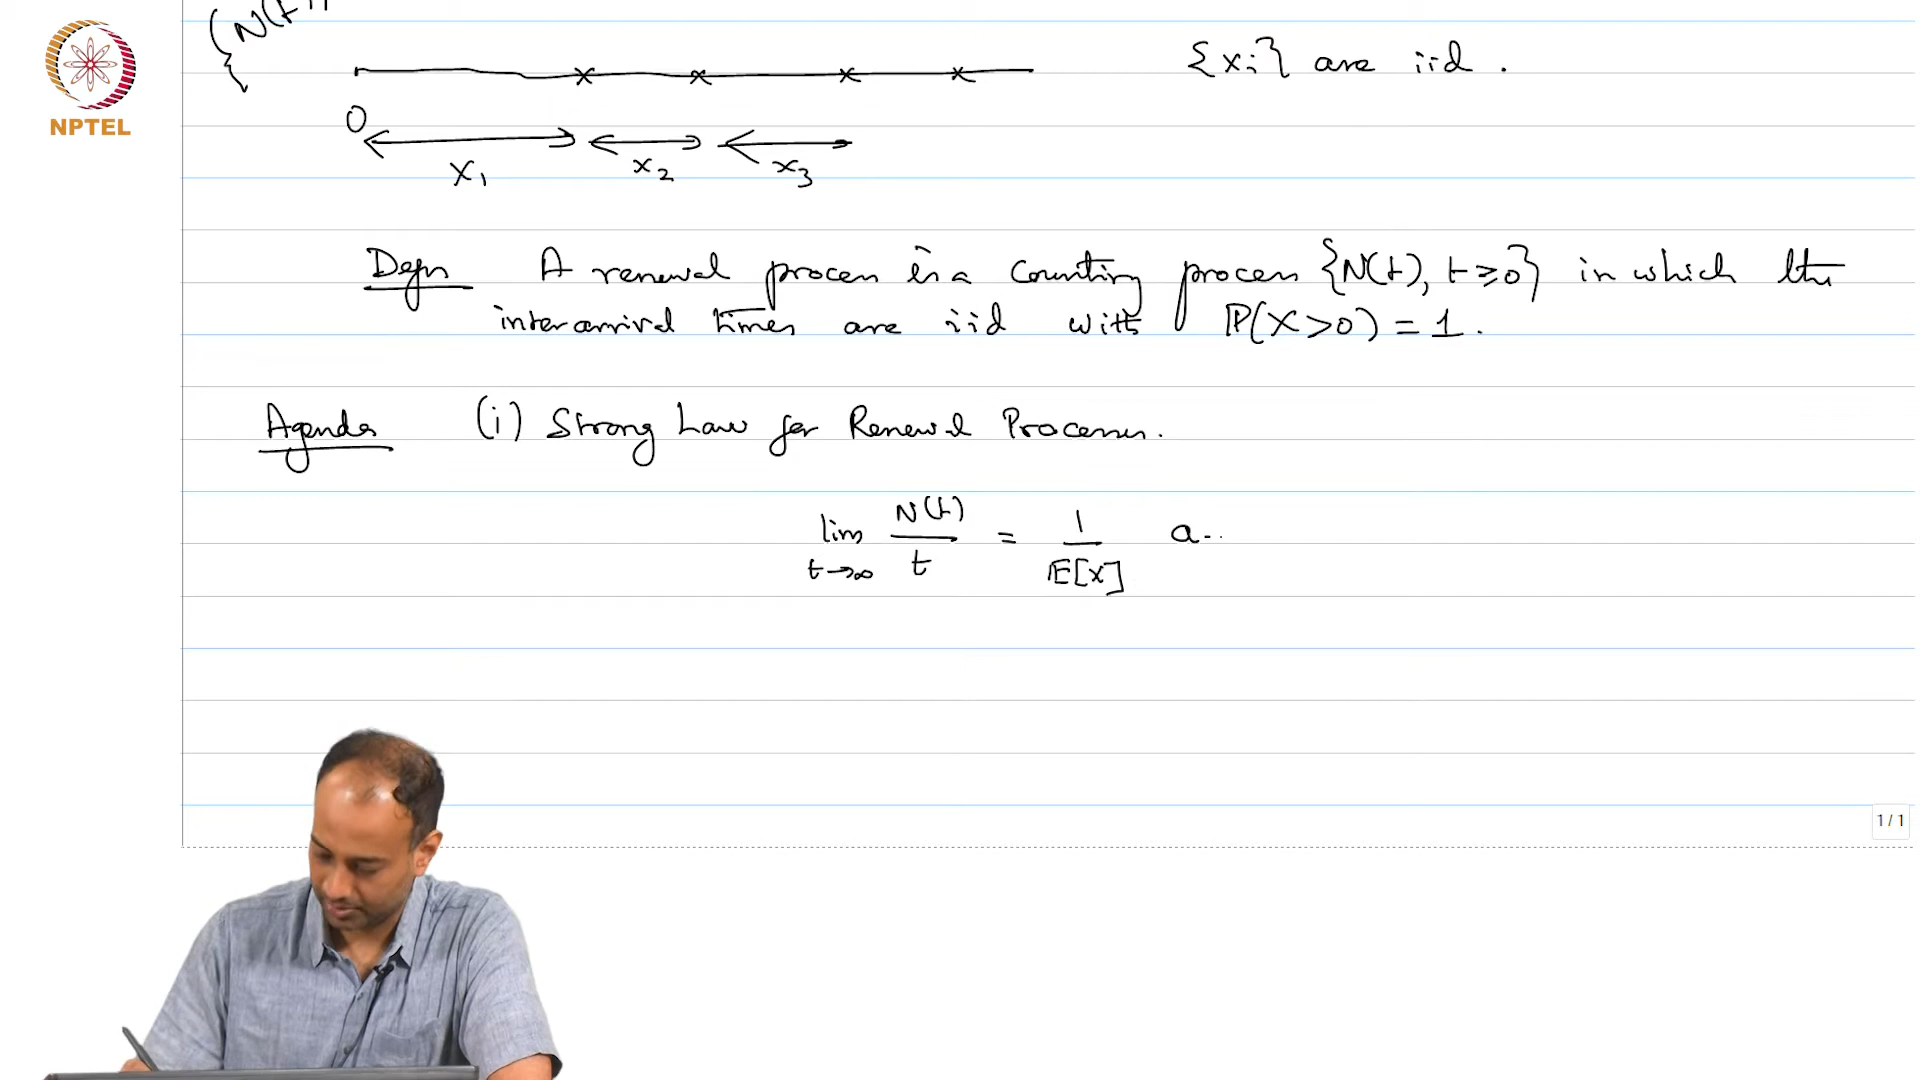 {N(t)
{xi} are iid.
0
X1 x2 x3
NPTEL
Defn A renewal process is a counting process {N(t), t≥0} in which the
interarrival times are iid with ℙ(X>0) = 1.
Agenda (i) Strong Law for Renewal Processes.
lim t→∞ N(t)/t = 1/𝔼[X] a..
1 / 1